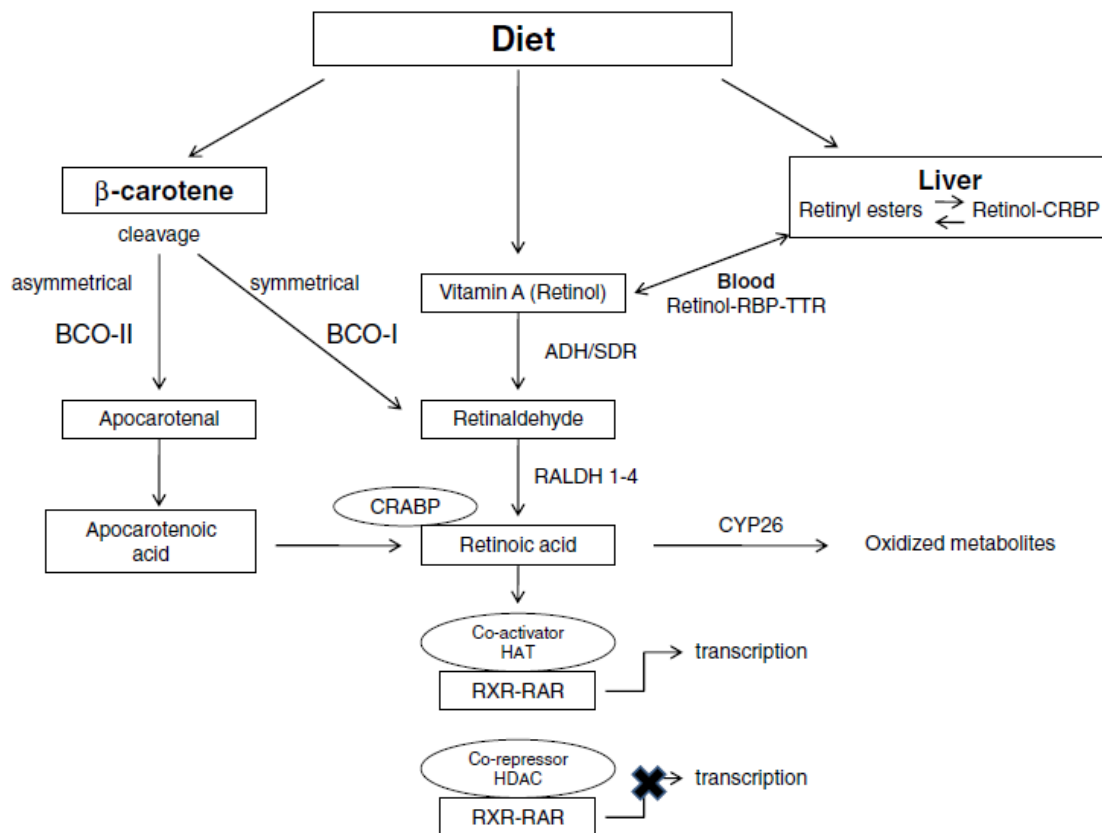 Diet
β-carotene
Liver
Retinyl esters
Retinol-CRBP
cleavage
asymmetrical
symmetrical
Vitamin A (Retinol)
Blood
Retinol-RBP-TTR
BCO-II
BCO-I
ADH/SDR
Apocarotenal
Retinaldehyde
RALDH 1-4
CRABP
Apocarotenoic
acid
Retinoic acid
CYP26
Oxidized metabolites
Co-activator
HAT
RXR-RAR
transcription
Co-repressor
HDAC
RXR-RAR
transcription